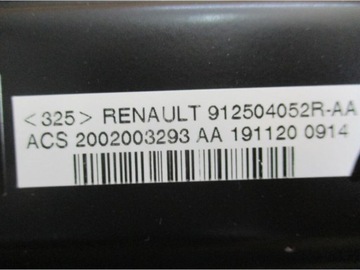 <325> RENAULT 912504052R-AA
ACS 2002003293 AA 191120 0914